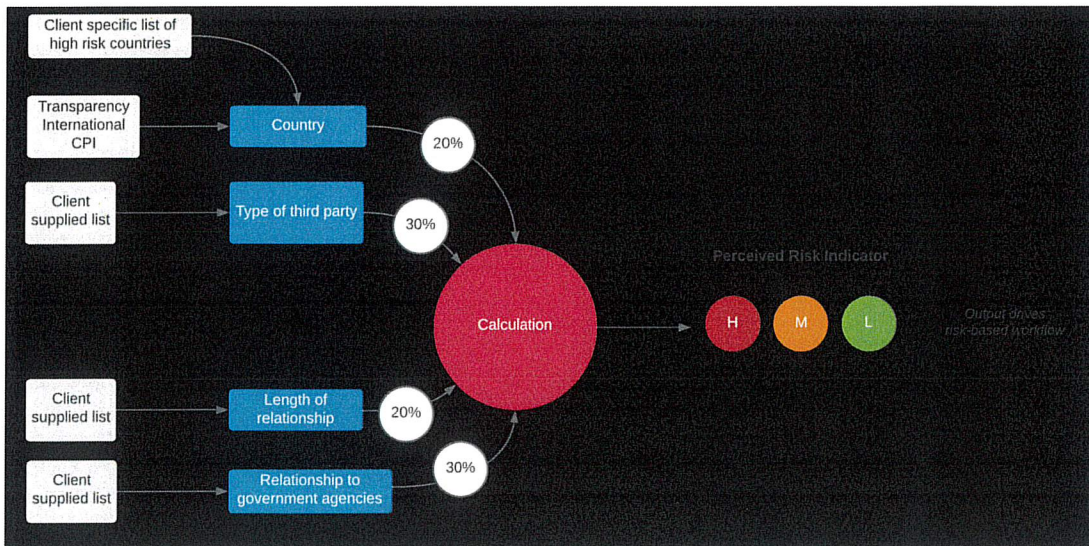 Client specific list of
high risk countries
Transparency
International
CPI
Country
20%
Client
supplied list
Type of third party
30%
Perceived Risk Indicator
Calculation
H
M
L
Output drives
risk-based workflow
Client
supplied list
Length of
relationship
20%
Client
supplied list
Relationship to
government agencies
30%